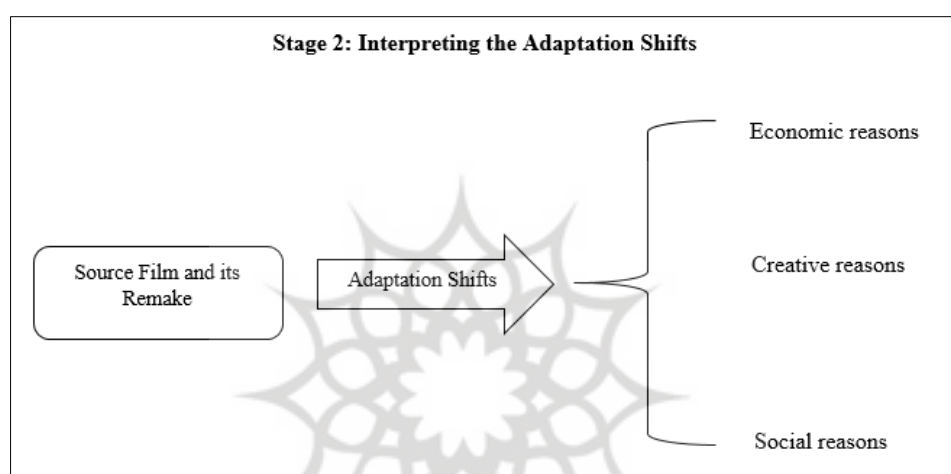 Stage 2: Interpreting the Adaptation Shifts
Economic reasons
Source Film and its
Remake
Adaptation Shifts
Creative reasons
Social reasons